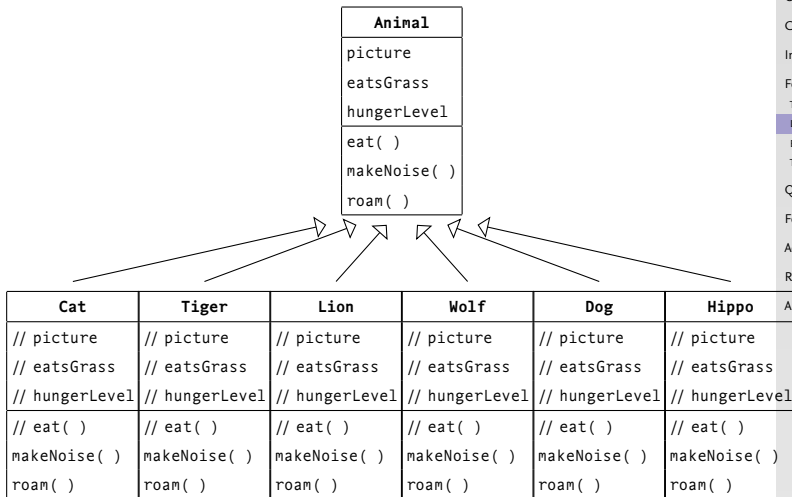 Animal
picture
eatsGrass
hungerLevel
eat( )
makeNoise( )
roam( )
Cat
// picture
// eatsGrass
// hungerLevel
// eat( )
makeNoise( )
roam( )
Tiger
// picture
// eatsGrass
// hungerLevel
// eat( )
makeNoise( )
roam( )
Lion
// picture
// eatsGrass
// hungerLevel
// eat( )
makeNoise( )
roam( )
Wolf
// picture
// eatsGrass
// hungerLevel
// eat( )
makeNoise( )
roam( )
Dog
// picture
// eatsGrass
// hungerLevel
// eat( )
makeNoise( )
roam( )
Hippo
// picture
// eatsGrass
// hungerLevel
// eat( )
makeNoise( )
roam( )